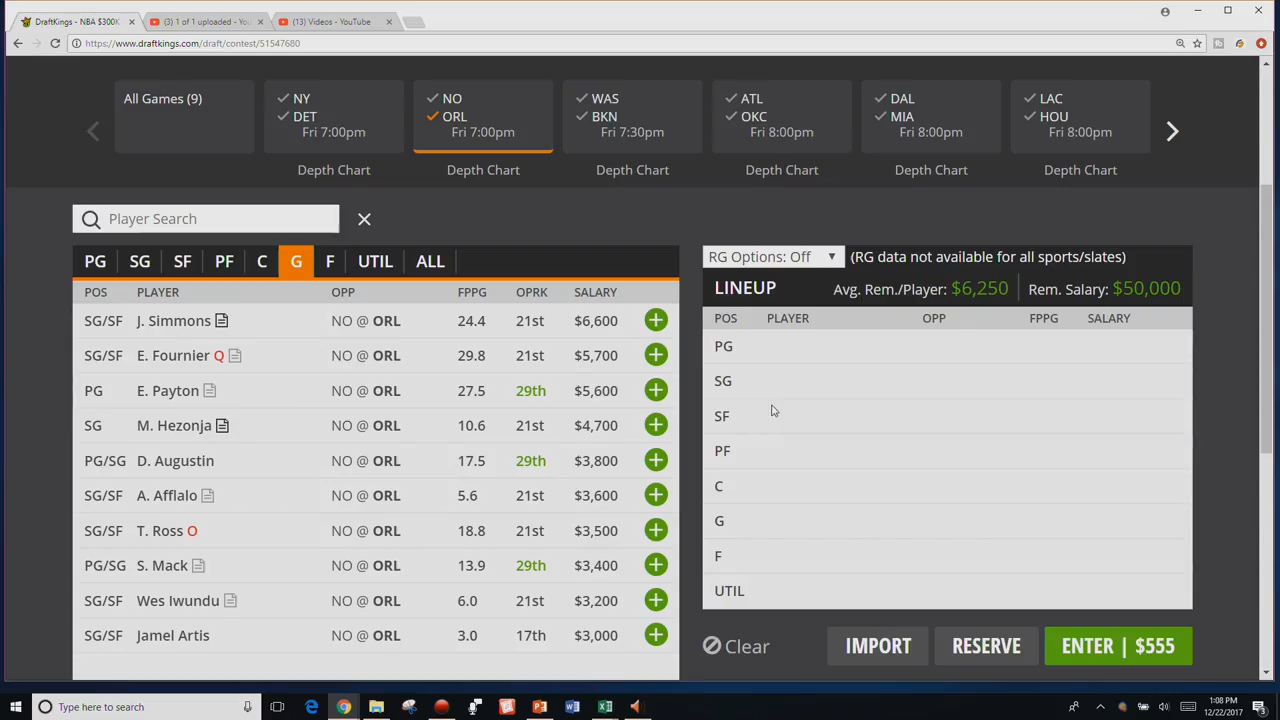 DraftKings - NBA $300K
(3) 1 of 1 uploaded - You
(13) Videos - YouTube
https://www.draftkings.com/draft/contest/51547680
All Games (9)
NY
DET
Fri 7:00pm
NO
ORL
Fri 7:00pm
WAS
BKN
Fri 7:30pm
ATL
OKC
Fri 8:00pm
DAL
MIA
Fri 8:00pm
LAC
HOU
Fri 8:00pm
Depth Chart Depth Chart Depth Chart Depth Chart Depth Chart Depth Chart
Player Search
PG SG SF PF C G F UTIL ALL
POS PLAYER OPP FPPG OPRK SALARY
SG/SF J. Simmons NO @ ORL 24.4 21st $6,600
SG/SF E. Fournier Q NO @ ORL 29.8 21st $5,700
PG E. Payton NO @ ORL 27.5 29th $5,600
SG M. Hezonja NO @ ORL 10.6 21st $4,700
PG/SG D. Augustin NO @ ORL 17.5 29th $3,800
SG/SF A. Afflalo NO @ ORL 5.6 21st $3,600
SG/SF T. Ross O NO @ ORL 18.8 21st $3,500
PG/SG S. Mack NO @ ORL 13.9 29th $3,400
SG/SF Wes Iwundu NO @ ORL 6.0 21st $3,200
SG/SF Jamel Artis NO @ ORL 3.0 17th $3,000
RG Options: Off (RG data not available for all sports/slates)
LINEUP Avg. Rem./Player: $6,250 Rem. Salary: $50,000
POS PLAYER OPP FPPG SALARY
PG
SG
SF
PF
C
G
F
UTIL
Clear IMPORT RESERVE ENTER | $555
Type here to search
1:08 PM
12/22/2017
3